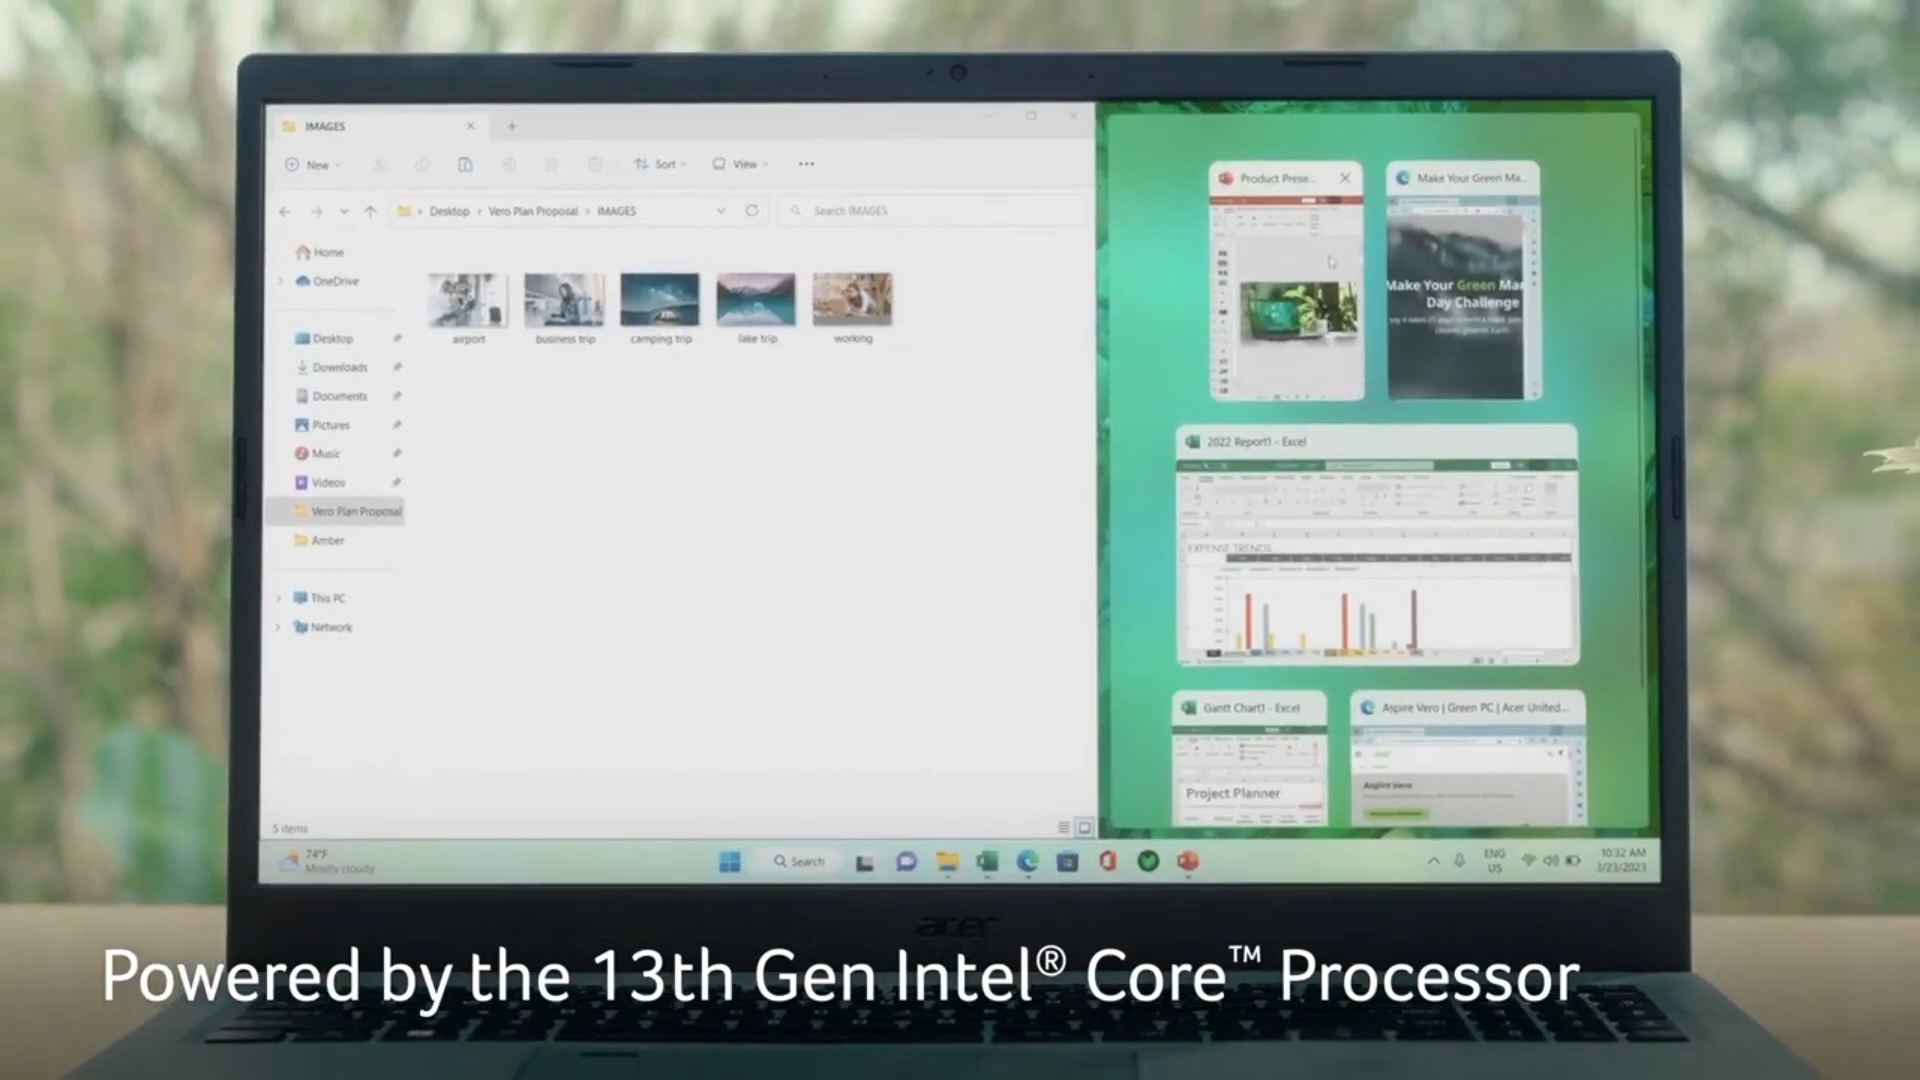 IMAGES
New
Sort
View
Desktop > Vero Plan Proposal > IMAGES
Search IMAGES
Home
OneDrive
Desktop
Downloads
Documents
Pictures
Music
Videos
Vero Plan Proposal
Amber
This PC
Network
airport
business trip
camping trip
lake trip
working
5 items
Product Prese...
Make Your Green Ma...
Make Your Green Man
Day Challenge
2022 Report1 - Excel
EXPENSE TRENDS
Gantt Chart1 - Excel
Project Planner
Aspire Vero | Green PC | Acer United...
Aspire Vero
74°F
Mostly cloudy
Search
ENG
US
10:32 AM
3/23/2023
acer
Powered by the 13th Gen Intel® Core™ Processor